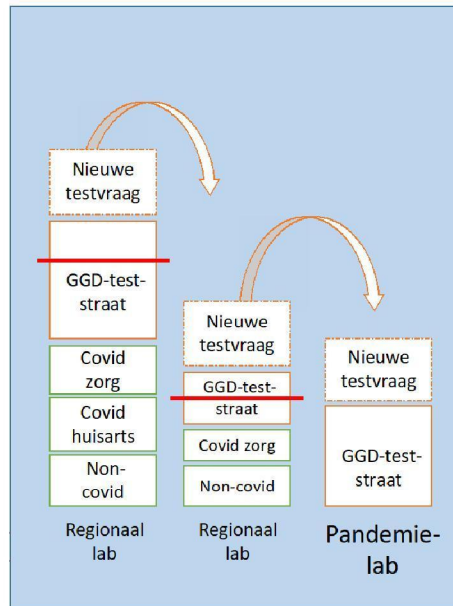 Nieuwe
testvraag
GGD-test-
straat
Covid
zorg
Covid
huisarts
Non-
covid
Regionaal
lab
Nieuwe
testvraag
GGD-test-
straat
Covid zorg
Non-covid
Regionaal
lab
Nieuwe
testvraag
GGD-test-
straat
Pandemie-
lab